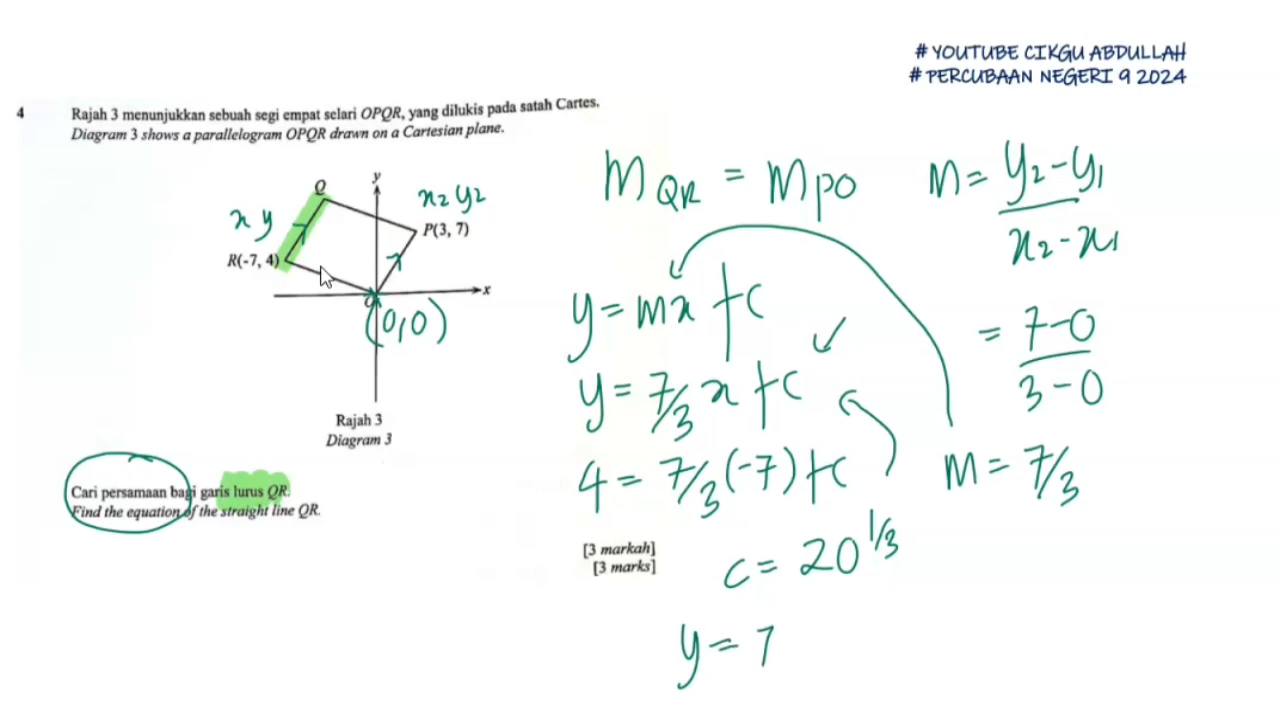 # YOUTUBE CIKGU ABDULLAH
# PERCUBAAN NEGERI 9 2024
4 Rajah 3 menunjukkan sebuah segi empat selari OPQR, yang dilukis pada satah Cartes.
Diagram 3 shows a parallelogram OPQR drawn on a Cartesian plane.
y
Q
x2 y2
x y
P(3, 7)
R(-7, 4)
x
O
(0,0)
Rajah 3
Diagram 3
Cari persamaan bagi garis lurus QR.
Find the equation of the straight line QR.
[3 markah]
[3 marks]
m QR = m PO
y = mx + c
y = 7/3 x + c
4 = 7/3 (-7) + c
c = 20 1/3
y = 7
m = y2 - y1
x2 - x1
= 7-0
3-0
m = 7/3